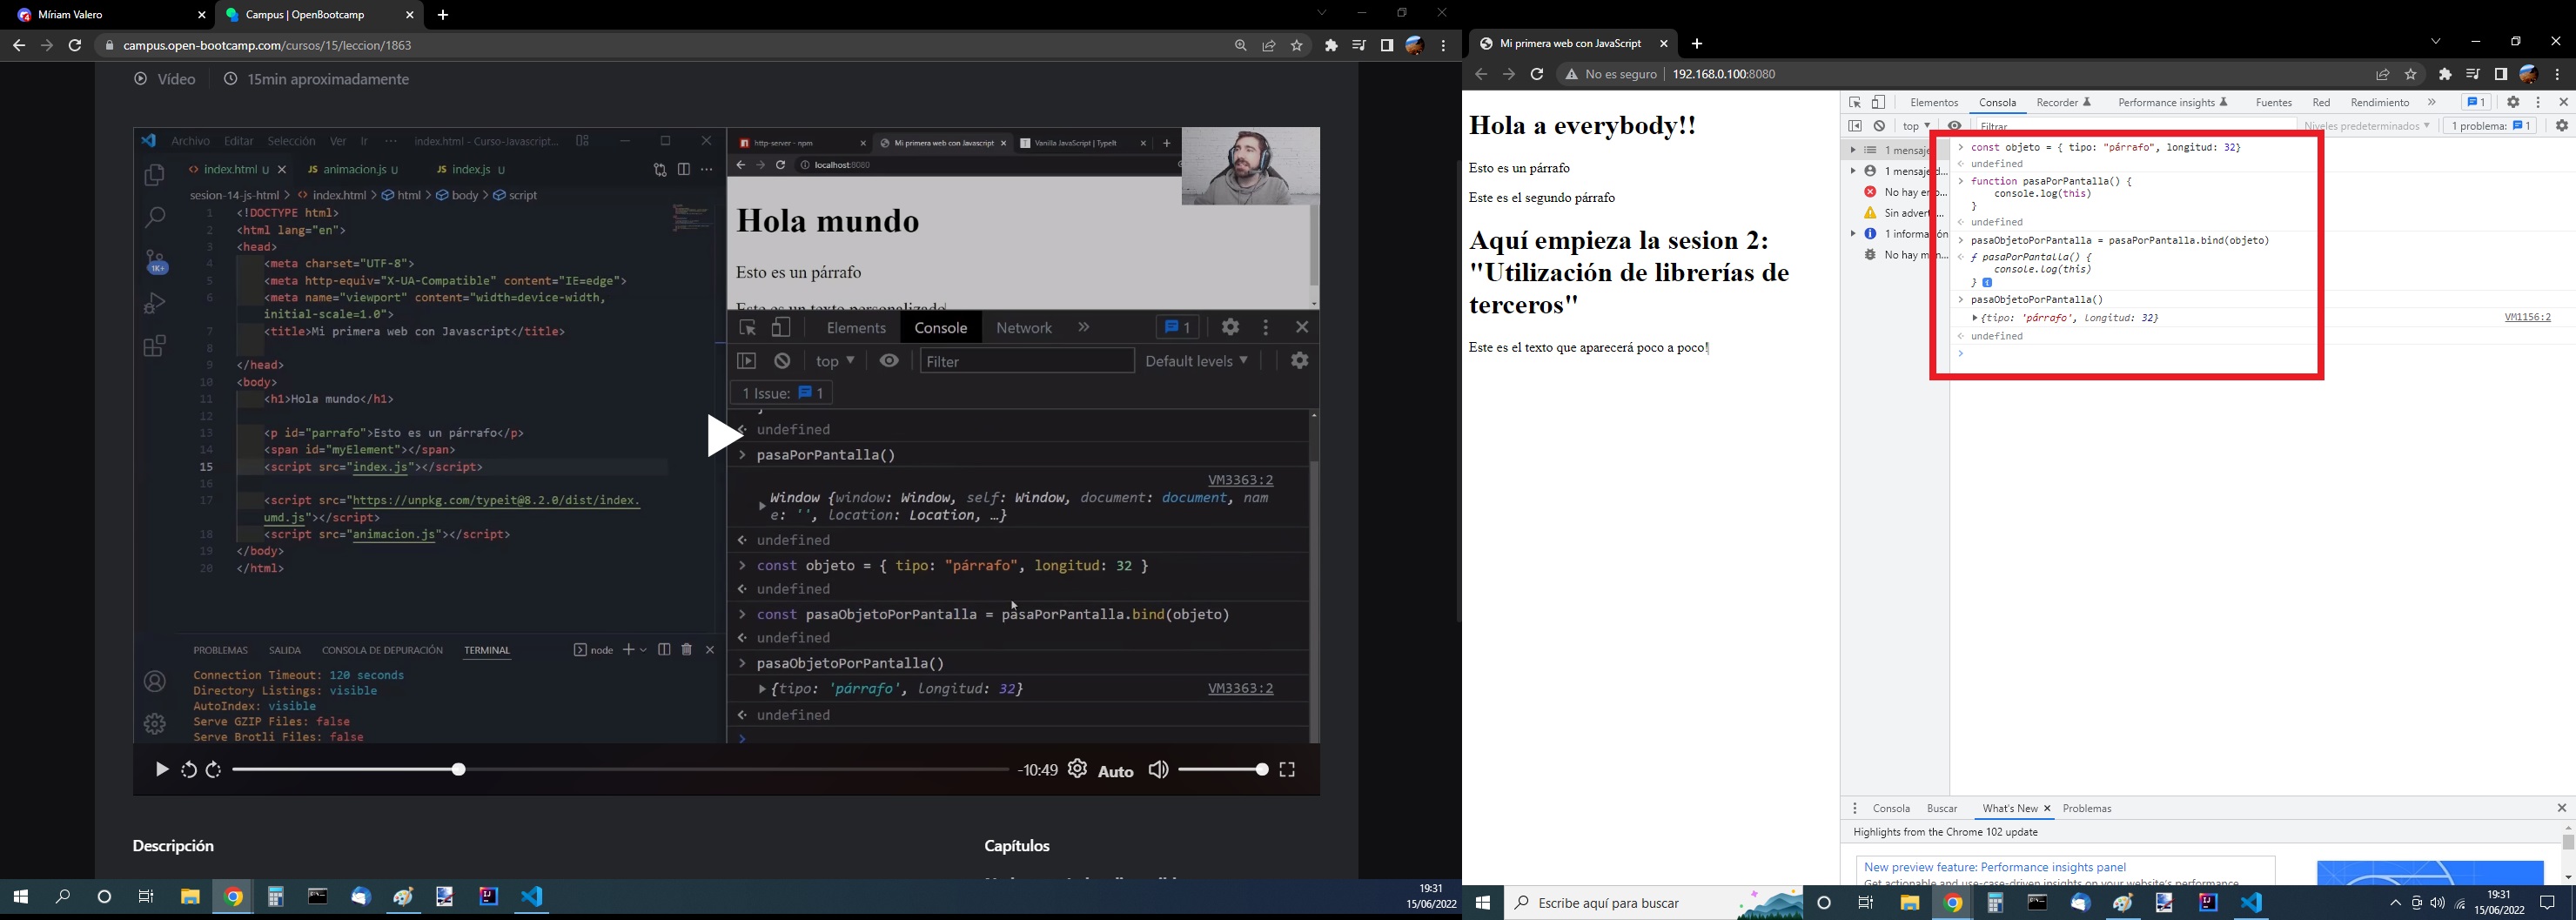 Míriam Valero
Campus | OpenBootcamp
campus.open-bootcamp.com/cursos/15/leccion/1863
Vídeo
15min aproximadamente
Archivo Editar Selección Ver Ir ··· index.html - Curso-Javascript...
index.html U
animacion.js U
index.js U
sesion-14-js-html > index.html > html > body > script
1 <!DOCTYPE html>
2 <html lang="en">
3 <head>
4 <meta charset="UTF-8">
5 <meta http-equiv="X-UA-Compatible" content="IE=edge">
6 <meta name="viewport" content="width=device-width,
initial-scale=1.0">
7 <title>Mi primera web con Javascript</title>
8
9 </head>
10 <body>
11 <h1>Hola mundo</h1>
12
13 <p id="parrafo">Esto es un párrafo</p>
14 <span id="myElement"></span>
15 <script src="index.js"></script>
16
17 <script src="https://unpkg.com/typeit@8.2.0/dist/index.
umd.js"></script>
18 <script src="animacion.js"></script>
19 </body>
20 </html>
1K+
PROBLEMAS SALIDA CONSOLA DE DEPURACIÓN TERMINAL node
Connection Timeout: 120 seconds
Directory Listings: visible
AutoIndex: visible
Serve GZIP Files: false
Serve Brotli Files: false
http-server - npm
Mi primera web con Javascript
Vanilla JavaScript | TypeIt
localhost:8080
Hola mundo
Esto es un párrafo
Esto es un texto personalizado
Elements Console Network » 1
top Filter Default levels
1 Issue: 1
}
undefined
> pasaPorPantalla()
VM3363:2
Window {window: Window, self: Window, document: document, nam
e: '', location: Location, …}
undefined
> const objeto = { tipo: "párrafo", longitud: 32 }
undefined
> const pasaObjetoPorPantalla = pasaPorPantalla.bind(objeto)
undefined
> pasaObjetoPorPantalla()
{tipo: 'párrafo', longitud: 32} VM3363:2
undefined
>
-10:49 Auto
Descripción
Capítulos
19:31
15/06/2022
Mi primera web con JavaScript
No es seguro | 192.168.0.100:8080
Hola a everybody!!
Esto es un párrafo
Este es el segundo párrafo
Aquí empieza la sesion 2:
"Utilización de librerías de
terceros"
Este es el texto que aparecerá poco a poco!
Elementos Consola Recorder Performance insights Fuentes Red Rendimiento » 1
top Filtrar Niveles predeterminados 1 problema: 1
1 mensaje
1 mensaje d...
No hay err...
Sin advert...
1 información
No hay m...
> const objeto = { tipo: "párrafo", longitud: 32}
undefined
> function pasaPorPantalla() {
console.log(this)
}
undefined
> pasaObjetoPorPantalla = pasaPorPantalla.bind(objeto)
ƒ pasaPorPantalla() {
console.log(this)
}
> pasaObjetoPorPantalla()
{tipo: 'párrafo', longitud: 32} VM1156:2
undefined
>
Consola Buscar What's New Problemas
Highlights from the Chrome 102 update
New preview feature: Performance insights panel
Get actionable and use-case-driven insights on your website's performance
Escribe aquí para buscar
19:31
15/06/2022